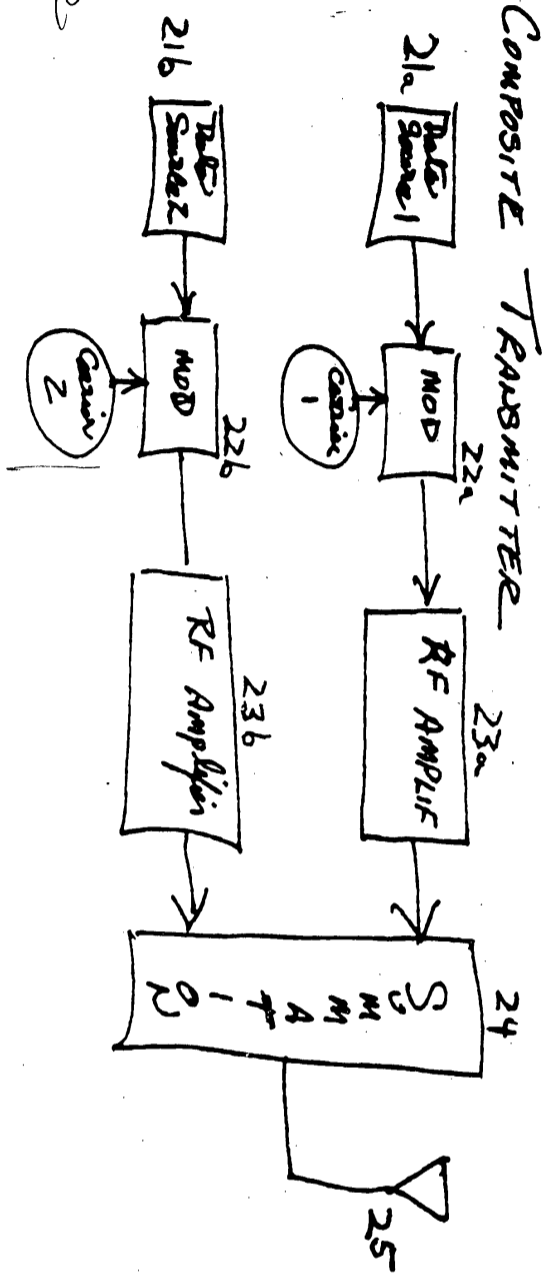 COMPOSITE TRANSMITTER
21a
Data
Source 1
MOD
22a
Carrier
1
RF AMPLIF
23a
21b
Data
Source 2
MOD
22b
Carrier
2
RF Amplifier
23b
24
SUMMATION
25